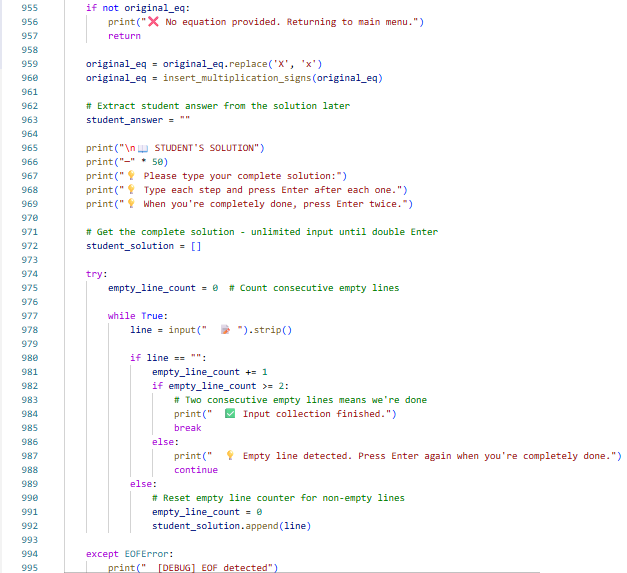 955 if not original_eq:
956 print("❌ No equation provided. Returning to main menu.")
957 return
958
959 original_eq = original_eq.replace('X', 'x')
960 original_eq = insert_multiplication_signs(original_eq)
961
962 # Extract student answer from the solution later
963 student_answer = ""
964
965 print("\n📖 STUDENT'S SOLUTION")
966 print("─" * 50)
967 print("💡 Please type your complete solution:")
968 print("💡 Type each step and press Enter after each one.")
969 print("💡 When you're completely done, press Enter twice.")
970
971 # Get the complete solution - unlimited input until double Enter
972 student_solution = []
973
974 try:
975 empty_line_count = 0 # Count consecutive empty lines
976
977 while True:
978 line = input("  📝 ").strip()
979
980 if line == "":
981 empty_line_count += 1
982 if empty_line_count >= 2:
983 # Two consecutive empty lines means we're done
984 print("  ✅ Input collection finished.")
985 break
986 else:
987 print("  💡 Empty line detected. Press Enter again when you're completely done.")
988 continue
989 else:
990 # Reset empty line counter for non-empty lines
991 empty_line_count = 0
992 student_solution.append(line)
993
994 except EOFError:
995 print("  [DEBUG] EOF detected")